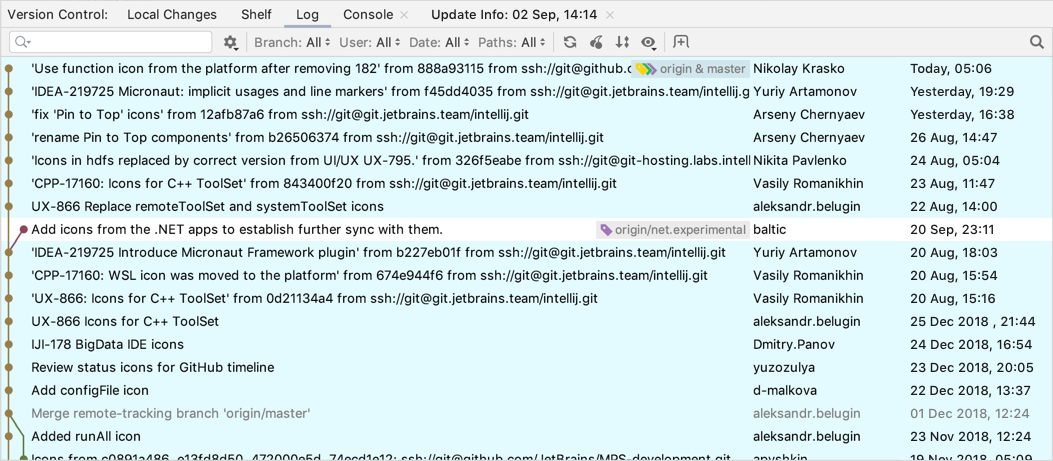 Version Control: Local Changes Shelf Log Console × Update Info: 02 Sep, 14:14 ×
Branch: All User: All Date: All Paths: All
'Use function icon from the platform after removing 182' from 888a93115 from ssh://git@github.c origin & master Nikolay Krasko Today, 05:06
'IDEA-219725 Micronaut: implicit usages and line markers' from f45dd4035 from ssh://git@git.jetbrains.team/intellij.g Yuriy Artamonov Yesterday, 19:29
'fix 'Pin to Top' icons' from 12afb87a6 from ssh://git@git.jetbrains.team/intellij.git Arseny Chernyaev Yesterday, 16:38
'rename Pin to Top components' from b26506374 from ssh://git@git.jetbrains.team/intellij.git Arseny Chernyaev 26 Aug, 14:47
'Icons in hdfs replaced by correct version from UI/UX UX-795.' from 326f5eabe from ssh://git@git-hosting.labs.intell Nikita Pavlenko 24 Aug, 05:04
'CPP-17160: Icons for C++ ToolSet' from 843400f20 from ssh://git@git.jetbrains.team/intellij.git Vasily Romanikhin 23 Aug, 11:47
UX-866 Replace remoteToolSet and systemToolSet icons aleksandr.belugin 22 Aug, 14:00
Add icons from the .NET apps to establish further sync with them. origin/net.experimental baltic 20 Sep, 23:11
'IDEA-219725 Introduce Micronaut Framework plugin' from b227eb01f from ssh://git@git.jetbrains.team/intellij.git Yuriy Artamonov 20 Aug, 18:03
'CPP-17160: WSL icon was moved to the platform' from 674e944f6 from ssh://git@git.jetbrains.team/intellij.git Vasily Romanikhin 20 Aug, 15:54
'UX-866: Icons for C++ ToolSet' from 0d21134a4 from ssh://git@git.jetbrains.team/intellij.git Vasily Romanikhin 20 Aug, 15:16
UX-866 Icons for C++ ToolSet aleksandr.belugin 25 Dec 2018 , 21:44
IJI-178 BigData IDE icons Dmitry.Panov 24 Dec 2018, 16:54
Review status icons for GitHub timeline yuzozulya 23 Dec 2018, 20:05
Add configFile icon d-malkova 22 Dec 2018, 13:37
Merge remote-tracking branch 'origin/master' aleksandr.belugin 01 Dec 2018, 12:24
Added runAll icon aleksandr.belugin 23 Nov 2018, 12:24
Icons from c0891a486, e13fd8d50, 472000e5d, 74ecd1e12: ssh://git@github.com/JetBrains/MPS-development.git apyshkin 19 Nov 2018, 05:09